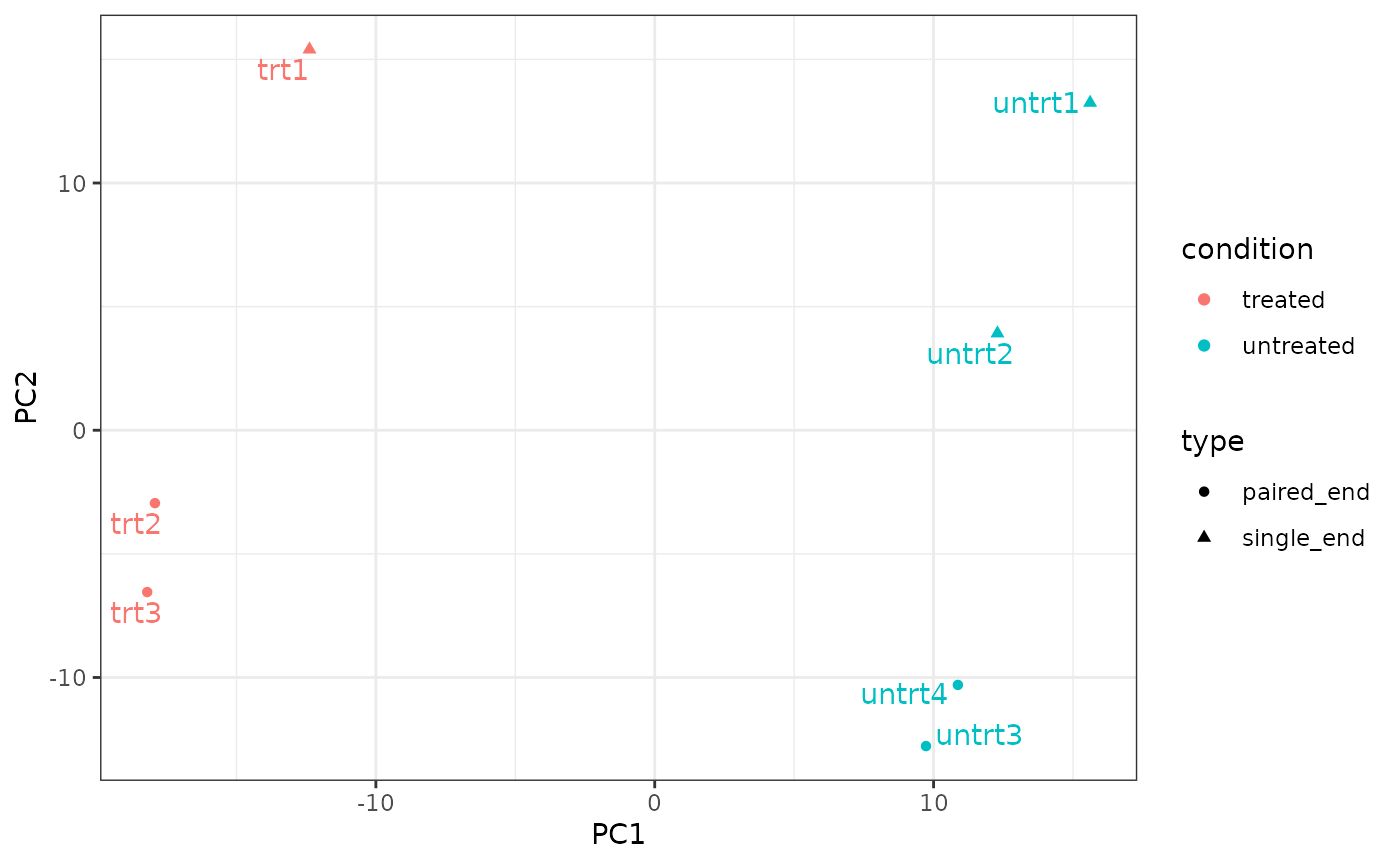 trt1
untrt1
10
untrt2
PC2
0
trt2
trt3
-10
untrt4
untrt3
-10
0
10
PC1
condition
treated
untreated
type
paired_end
single_end